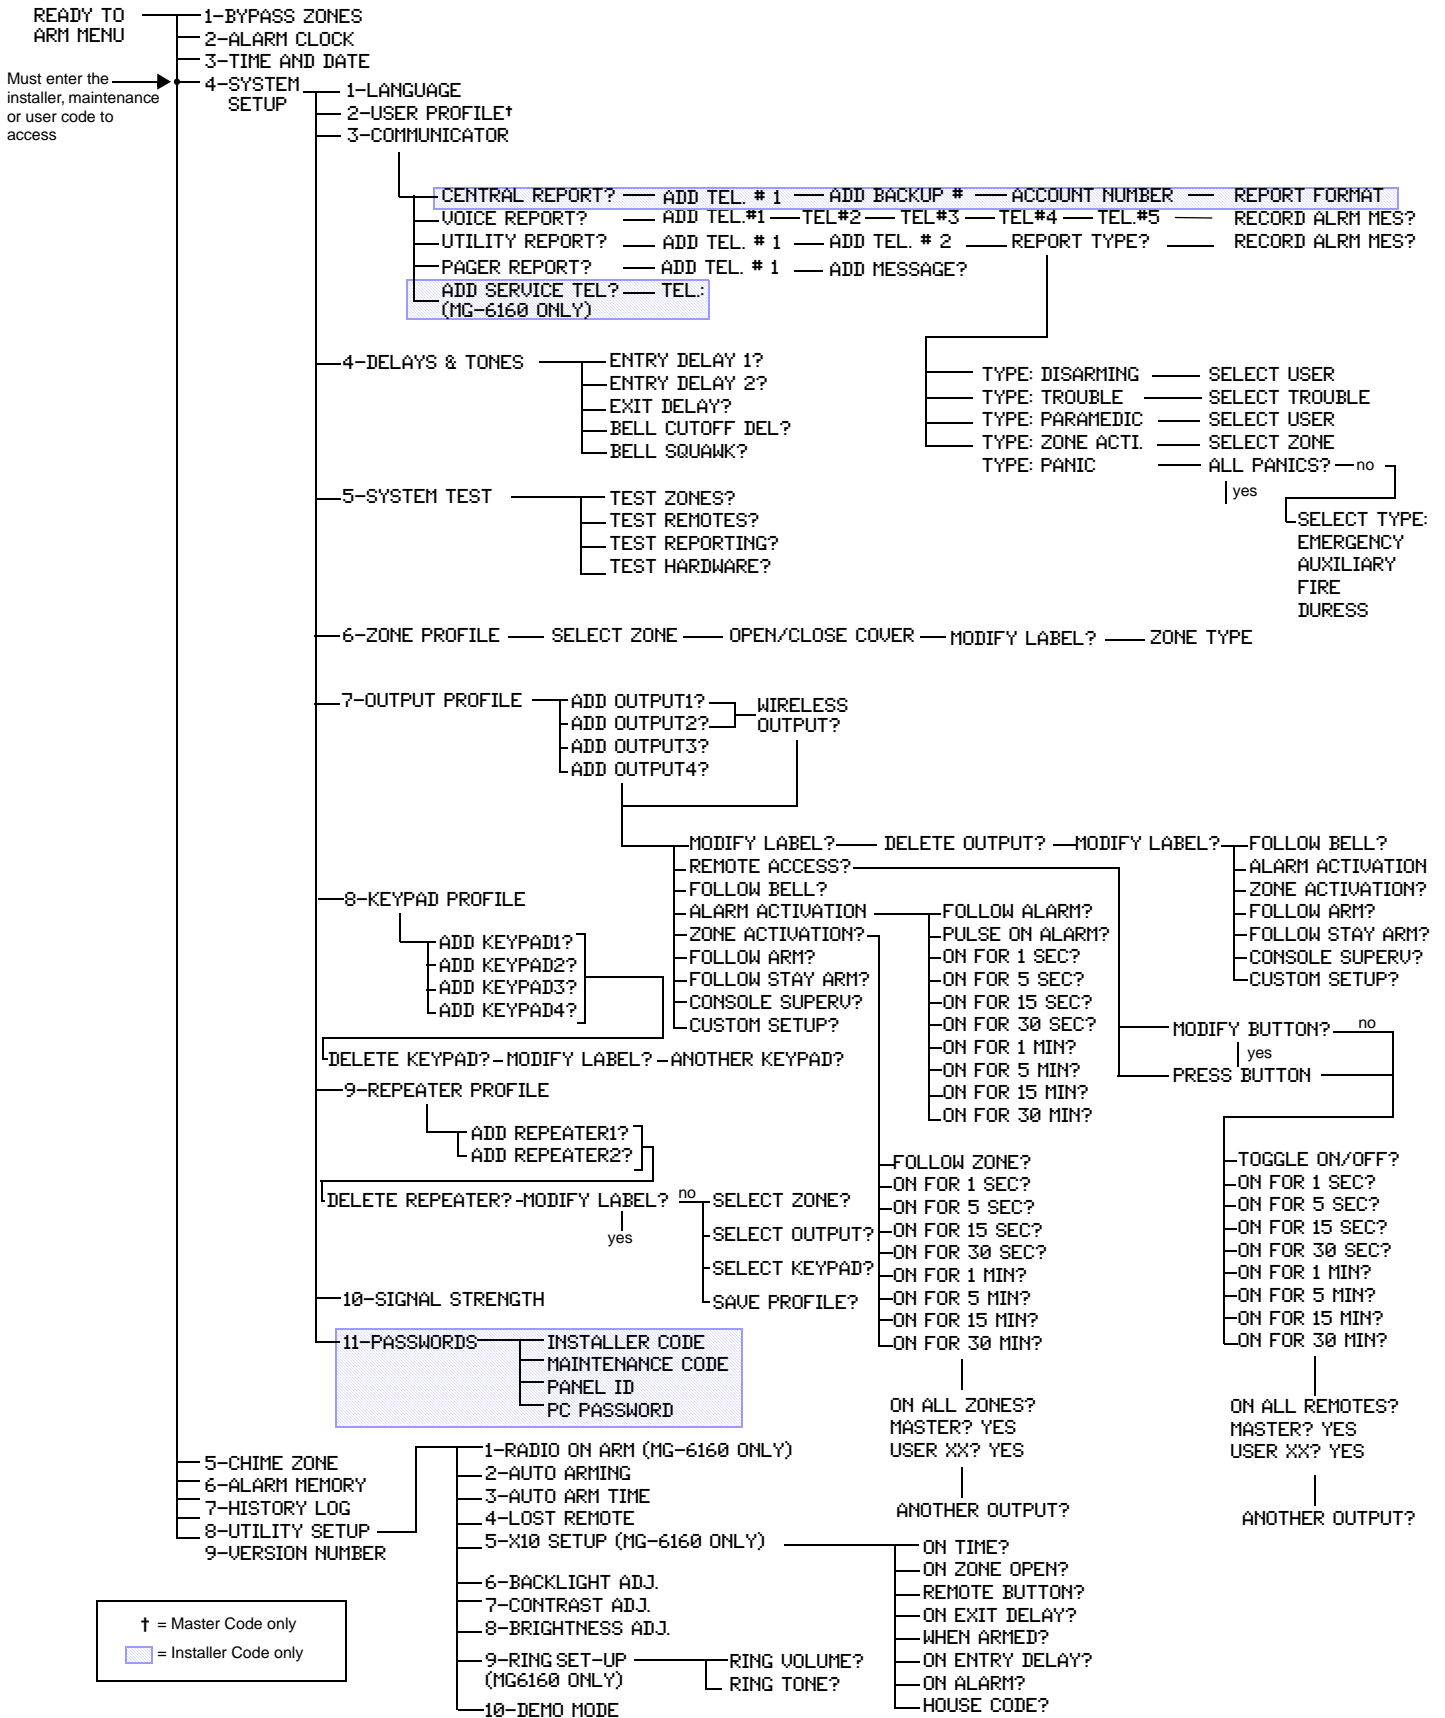 READY TO
ARM MENU
1-BYPASS ZONES
2-ALARM CLOCK
3-TIME AND DATE
4-SYSTEM
SETUP
Must enter the
installer, maintenance
or user code to
access
1-LANGUAGE
2-USER PROFILE†
3-COMMUNICATOR
CENTRAL REPORT? ADD TEL. # 1 ADD BACKUP # ACCOUNT NUMBER REPORT FORMAT
VOICE REPORT? ADD TEL.#1 TEL#2 TEL#3 TEL#4 TEL.#5 RECORD ALRM MES?
UTILITY REPORT? ADD TEL. # 1 ADD TEL. # 2 REPORT TYPE? RECORD ALRM MES?
PAGER REPORT? ADD TEL. # 1 ADD MESSAGE?
ADD SERVICE TEL? TEL.:
(MG-6160 ONLY)
TYPE: DISARMING SELECT USER
TYPE: TROUBLE SELECT TROUBLE
TYPE: PARAMEDIC SELECT USER
TYPE: ZONE ACTI. SELECT ZONE
TYPE: PANIC ALL PANICS? no
yes
SELECT TYPE:
EMERGENCY
AUXILIARY
FIRE
DURESS
4-DELAYS & TONES
ENTRY DELAY 1?
ENTRY DELAY 2?
EXIT DELAY?
BELL CUTOFF DEL?
BELL SQUAWK?
5-SYSTEM TEST
TEST ZONES?
TEST REMOTES?
TEST REPORTING?
TEST HARDWARE?
6-ZONE PROFILE SELECT ZONE OPEN/CLOSE COVER MODIFY LABEL? ZONE TYPE
7-OUTPUT PROFILE
ADD OUTPUT1?
ADD OUTPUT2?
ADD OUTPUT3?
ADD OUTPUT4?
WIRELESS
OUTPUT?
MODIFY LABEL? DELETE OUTPUT? MODIFY LABEL? FOLLOW BELL?
REMOTE ACCESS? ALARM ACTIVATION
FOLLOW BELL? ZONE ACTIVATION?
ALARM ACTIVATION FOLLOW ALARM? FOLLOW ARM?
ZONE ACTIVATION? PULSE ON ALARM? FOLLOW STAY ARM?
FOLLOW ARM? ON FOR 1 SEC? CONSOLE SUPERV?
FOLLOW STAY ARM? ON FOR 5 SEC? CUSTOM SETUP?
CONSOLE SUPERV? ON FOR 15 SEC?
CUSTOM SETUP? ON FOR 30 SEC?
ON FOR 1 MIN?
ON FOR 5 MIN?
ON FOR 15 MIN?
ON FOR 30 MIN?
MODIFY BUTTON? no
yes
PRESS BUTTON
8-KEYPAD PROFILE
ADD KEYPAD1?
ADD KEYPAD2?
ADD KEYPAD3?
ADD KEYPAD4?
DELETE KEYPAD? MODIFY LABEL? ANOTHER KEYPAD?
9-REPEATER PROFILE
ADD REPEATER1?
ADD REPEATER2?
DELETE REPEATER? MODIFY LABEL? no
yes
SELECT ZONE?
SELECT OUTPUT?
SELECT KEYPAD?
SAVE PROFILE?
FOLLOW ZONE?
ON FOR 1 SEC?
ON FOR 5 SEC?
ON FOR 15 SEC?
ON FOR 30 SEC?
ON FOR 1 MIN?
ON FOR 5 MIN?
ON FOR 15 MIN?
ON FOR 30 MIN?
ON ALL ZONES?
MASTER? YES
USER XX? YES
ANOTHER OUTPUT?
TOGGLE ON/OFF?
ON FOR 1 SEC?
ON FOR 5 SEC?
ON FOR 15 SEC?
ON FOR 30 SEC?
ON FOR 1 MIN?
ON FOR 5 MIN?
ON FOR 15 MIN?
ON FOR 30 MIN?
ON ALL REMOTES?
MASTER? YES
USER XX? YES
ANOTHER OUTPUT?
10-SIGNAL STRENGTH
11-PASSWORDS
INSTALLER CODE
MAINTENANCE CODE
PANEL ID
PC PASSWORD
5-CHIME ZONE
6-ALARM MEMORY
7-HISTORY LOG
8-UTILITY SETUP
9-VERSION NUMBER
1-RADIO ON ARM (MG-6160 ONLY)
2-AUTO ARMING
3-AUTO ARM TIME
4-LOST REMOTE
5-X10 SETUP (MG-6160 ONLY)
6-BACKLIGHT ADJ.
7-CONTRAST ADJ.
8-BRIGHTNESS ADJ.
9-RING SET-UP
(MG6160 ONLY)
10-DEMO MODE
RING VOLUME?
RING TONE?
ON TIME?
ON ZONE OPEN?
REMOTE BUTTON?
ON EXIT DELAY?
WHEN ARMED?
ON ENTRY DELAY?
ON ALARM?
HOUSE CODE?
† = Master Code only
= Installer Code only